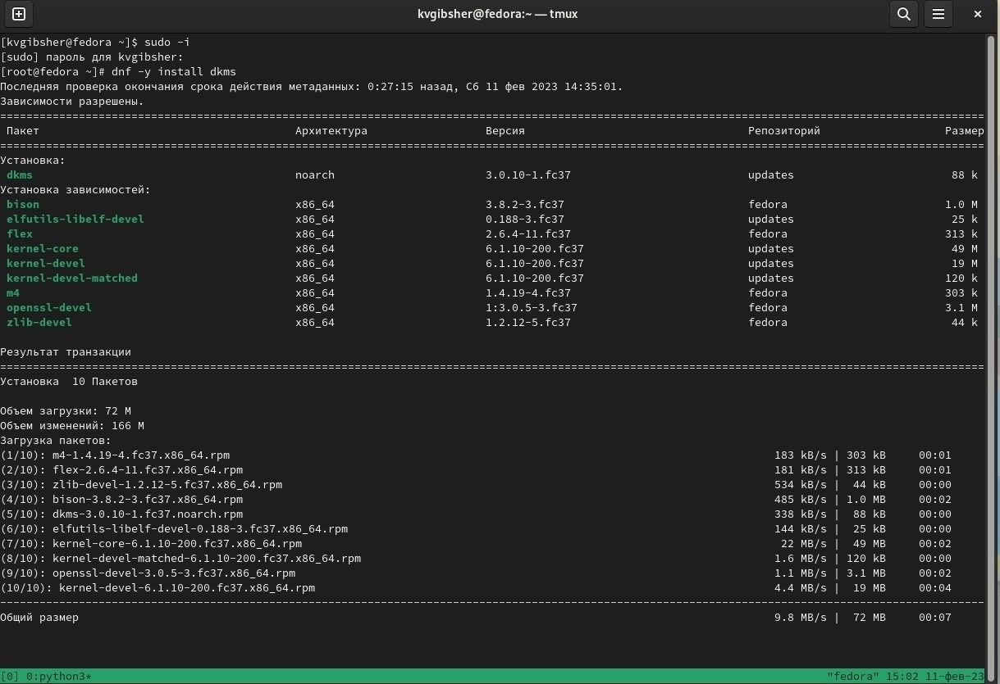 kvgibsher@fedora:~ — tmux
[kvgibsher@fedora ~]$ sudo -i
[sudo] пароль для kvgibsher:
[root@fedora ~]# dnf -y install dkms
Последняя проверка окончания срока действия метаданных: 0:27:15 назад, Сб 11 фев 2023 14:35:01.
Зависимости разрешены.
================================================================================
Пакет Архитектура Версия Репозиторий Размер
================================================================================
Установка:
dkms noarch 3.0.10-1.fc37 updates 88 k
Установка зависимостей:
bison x86_64 3.8.2-3.fc37 fedora 1.0 M
elfutils-libelf-devel x86_64 0.188-3.fc37 updates 25 k
flex x86_64 2.6.4-11.fc37 fedora 313 k
kernel-core x86_64 6.1.10-200.fc37 updates 49 M
kernel-devel x86_64 6.1.10-200.fc37 updates 19 M
kernel-devel-matched x86_64 6.1.10-200.fc37 updates 120 k
m4 x86_64 1.4.19-4.fc37 fedora 303 k
openssl-devel x86_64 1:3.0.5-3.fc37 fedora 3.1 M
zlib-devel x86_64 1.2.12-5.fc37 fedora 44 k
Результат транзакции
================================================================================
Установка 10 Пакетов
Объем загрузки: 72 M
Объем изменений: 166 M
Загрузка пакетов:
(1/10): m4-1.4.19-4.fc37.x86_64.rpm 183 kB/s | 303 kB 00:01
(2/10): flex-2.6.4-11.fc37.x86_64.rpm 181 kB/s | 313 kB 00:01
(3/10): zlib-devel-1.2.12-5.fc37.x86_64.rpm 534 kB/s | 44 kB 00:00
(4/10): bison-3.8.2-3.fc37.x86_64.rpm 485 kB/s | 1.0 MB 00:02
(5/10): dkms-3.0.10-1.fc37.noarch.rpm 338 kB/s | 88 kB 00:00
(6/10): elfutils-libelf-devel-0.188-3.fc37.x86_64.rpm 144 kB/s | 25 kB 00:00
(7/10): kernel-core-6.1.10-200.fc37.x86_64.rpm 22 MB/s | 49 MB 00:02
(8/10): kernel-devel-matched-6.1.10-200.fc37.x86_64.rpm 1.6 MB/s | 120 kB 00:00
(9/10): openssl-devel-3.0.5-3.fc37.x86_64.rpm 1.1 MB/s | 3.1 MB 00:02
(10/10): kernel-devel-6.1.10-200.fc37.x86_64.rpm 4.4 MB/s | 19 MB 00:04
--------------------------------------------------------------------------------
Общий размер 9.8 MB/s | 72 MB 00:07
[0] 0:python3* "fedora" 15:02 11-фев-23